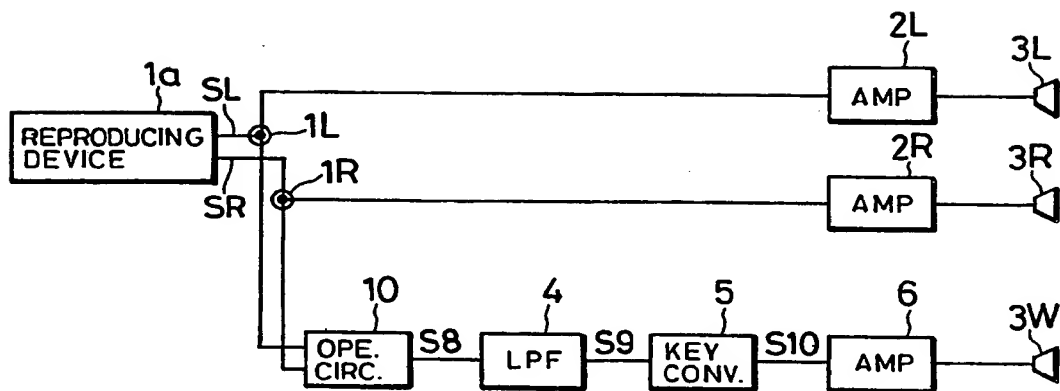 2L
3L
1a
SL
AMP
REPRODUCING
DEVICE
1L
2R
3R
1R
SR
AMP
10
4
5
6
3W
OPE.
CIRC.
S8
LPF
S9
KEY
CONV.
S10
AMP